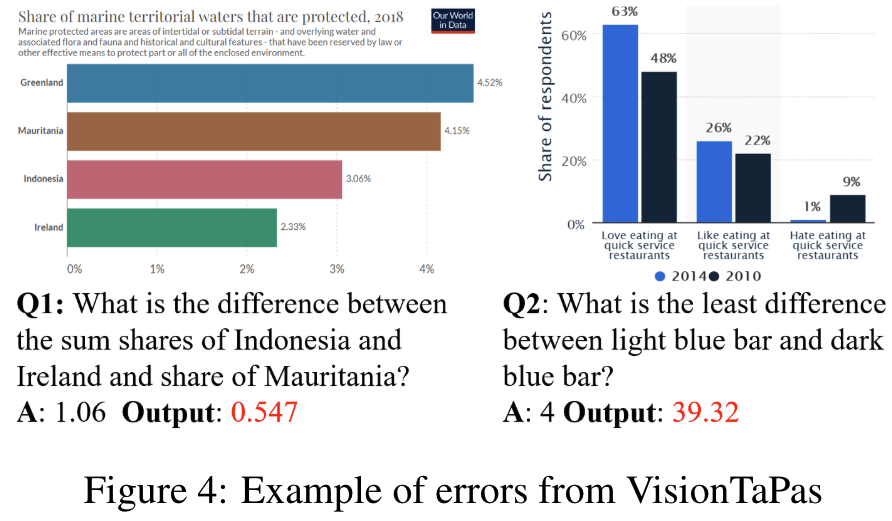 Share of marine territorial waters that are protected, 2018
Marine protected areas are areas of intertidal or subtidal terrain - and overlying water and
associated flora and fauna and historical and cultural features - that have been reserved by law or
other effective means to protect part or all of the enclosed environment.
Our World
in Data
Greenland
4.52%
Mauritania
4.15%
Indonesia
3.06%
Ireland
2.33%
0% 1% 2% 3% 4%
Share of respondents
60%
40%
20%
0%
63%
48%
26%
22%
1%
9%
Love eating at
quick service
restaurants
Like eating at
quick service
restaurants
Hate eating at
quick service
restaurants
2014 2010
Q1: What is the difference between
the sum shares of Indonesia and
Ireland and share of Mauritania?
A: 1.06 Output: 0.547
Q2: What is the least difference
between light blue bar and dark
blue bar?
A: 4 Output: 39.32
Figure 4: Example of errors from VisionTaPas